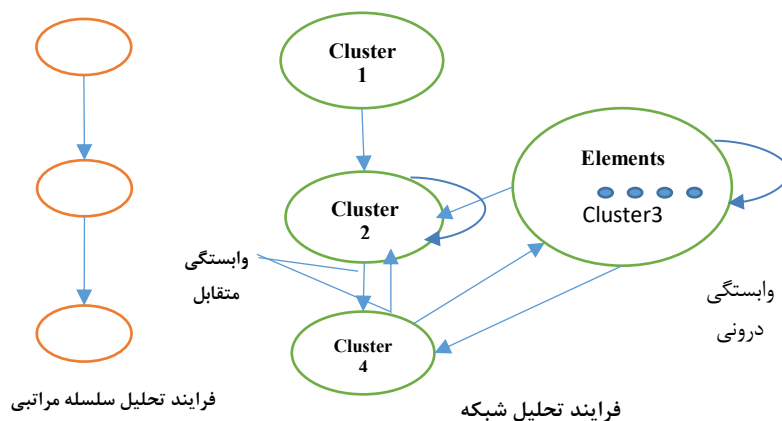 Cluster
1
Elements
Cluster3
Cluster
2
وابستگی
متقابل
وابستگی
درونی
Cluster
4
فرایند تحلیل سلسله مراتبی
فرایند تحلیل شبکه